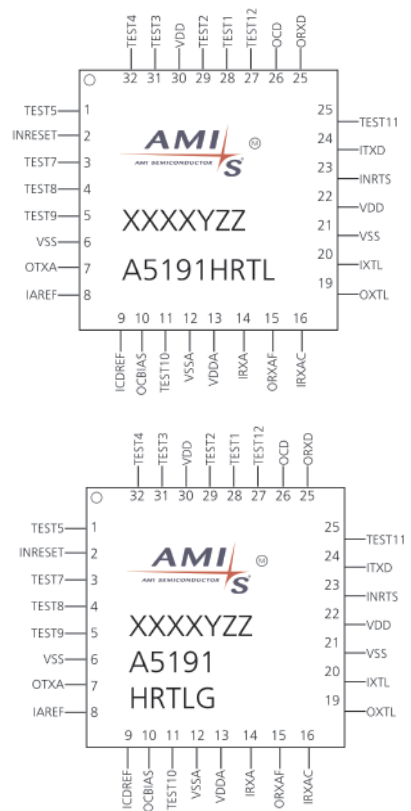 TEST4 TEST3 VDD TEST2 TEST1 TEST12 OCD ORXD
32 31 30 29 28 27 26 25
TEST5 1
INRESET 2
TEST7 3
TEST8 4
TEST9 5
VSS 6
OTXA 7
IAREF 8
25 TEST11
24 ITXD
23 INRTS
22 VDD
21 VSS
20 IXTL
19 OXTL
AMI S M
AMI SEMICONDUCTOR
XXXXYZZ
A5191HRTL
9 10 11 12 13 14 15 16
ICDREF OCBIAS TEST10 VSSA VDDA IRXA ORXAF IRXAC
TEST4 TEST3 VDD TEST2 TEST1 TEST12 OCD ORXD
32 31 30 29 28 27 26 25
TEST5 1
INRESET 2
TEST7 3
TEST8 4
TEST9 5
VSS 6
OTXA 7
IAREF 8
25 TEST11
24 ITXD
23 INRTS
22 VDD
21 VSS
20 IXTL
19 OXTL
AMI S M
AMI SEMICONDUCTOR
XXXXYZZ
A5191
HRTLG
9 10 11 12 13 14 15 16
ICDREF OCBIAS TEST10 VSSA VDDA IRXA ORXAF IRXAC